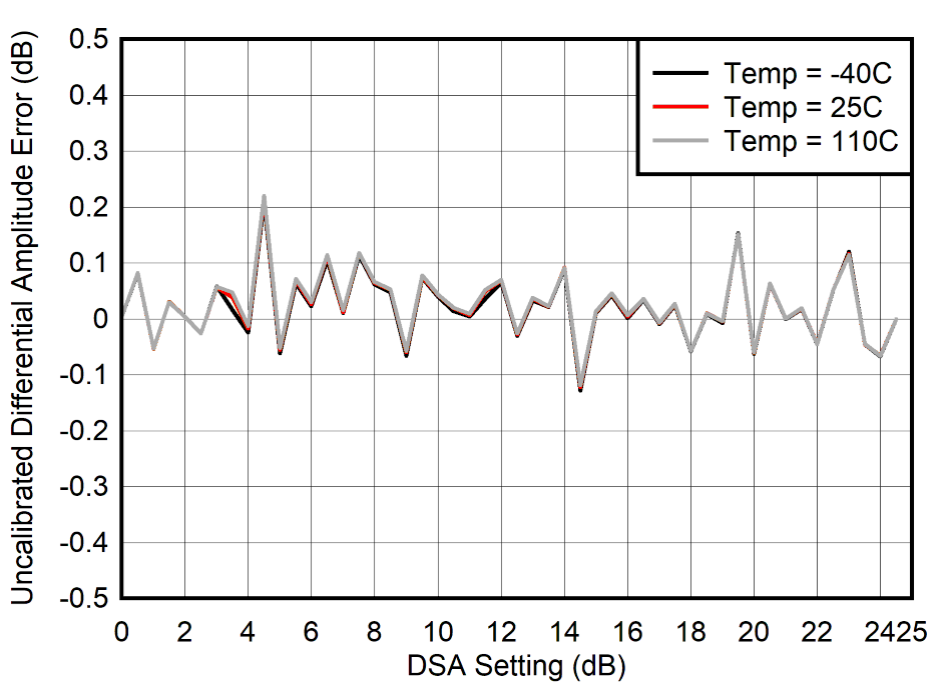 Uncalibrated Differential Amplitude Error (dB)
0.5
0.4
0.3
0.2
0.1
0
-0.1
-0.2
-0.3
-0.4
-0.5
Temp = -40C
Temp = 25C
Temp = 110C
0 2 4 6 8 10 12 14 16 18 20 22 2425
DSA Setting (dB)